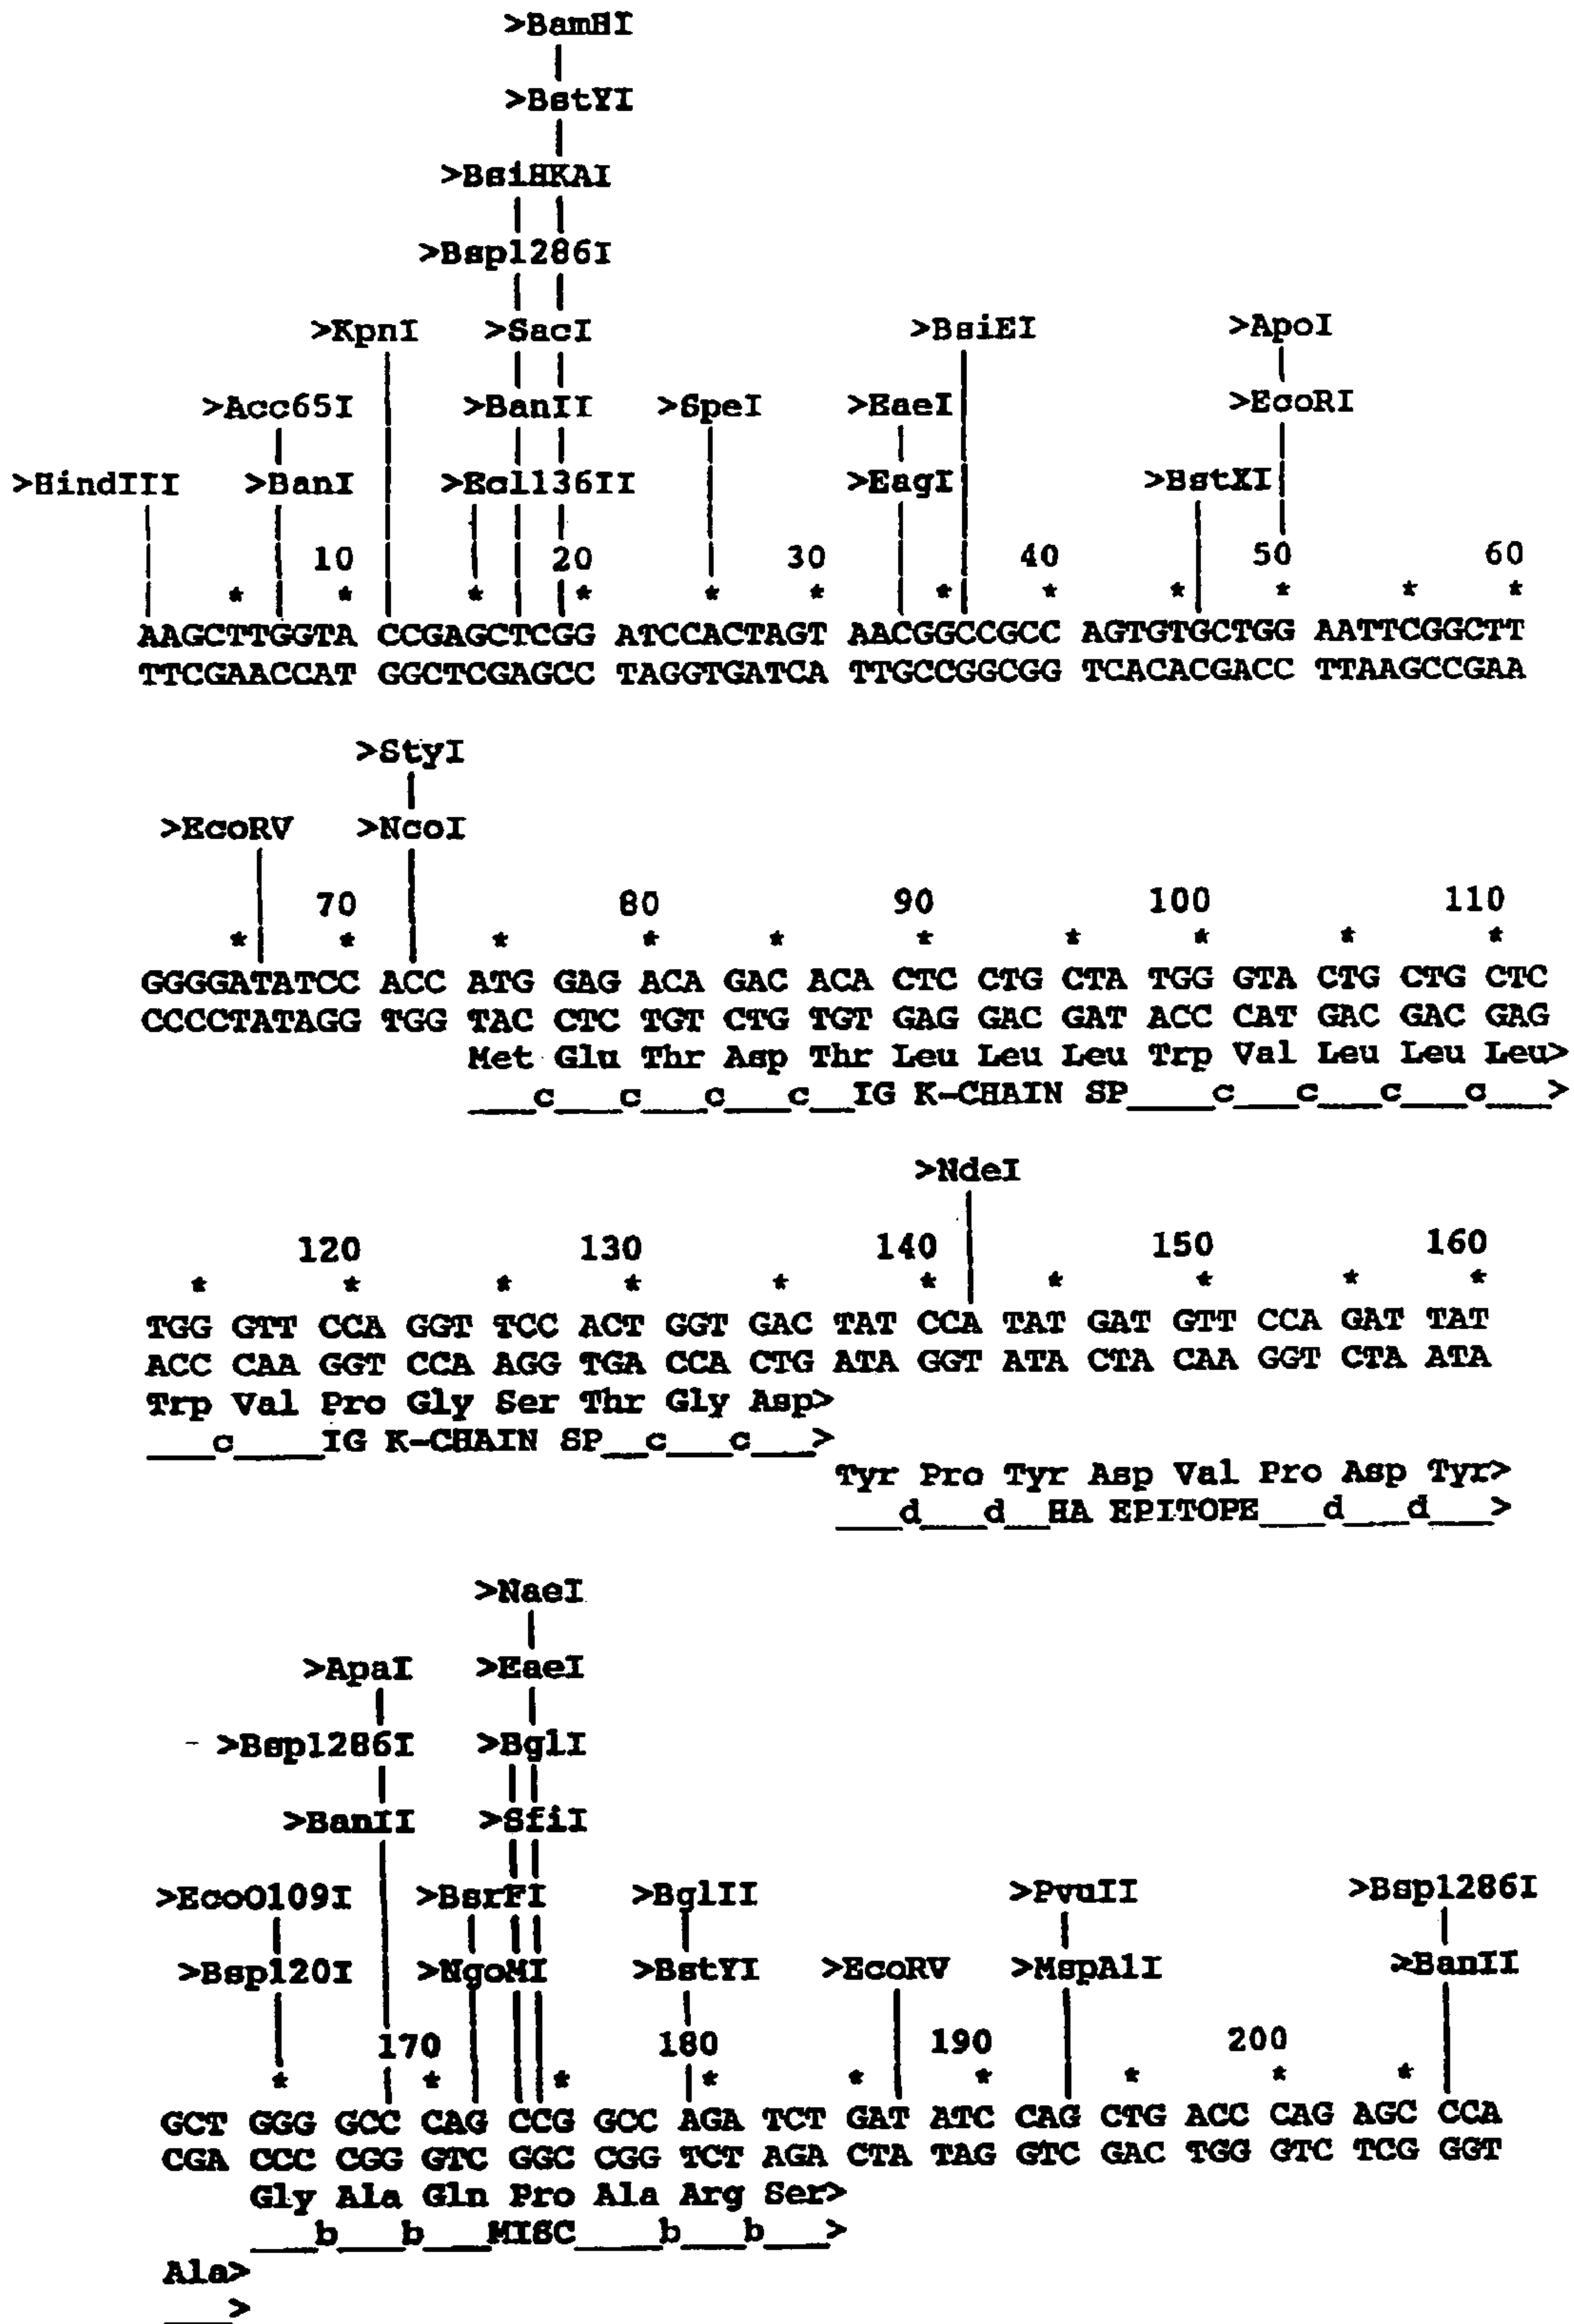 >BamHI
>BstYI
>BsiHKAI
>Bsp1286I
>KpnI >SacI >BsiEI >ApoI
>Acc65I >BanII >SpeI >EaeI >EcoRI
>HindIII >BanI >Ecl136II >EagI >BstXI
10 20 30 40 50 60
* * * * * * * * * * * *
AAGCTTGGTA CCGAGCTCGG ATCCACTAGT AACGGCCGCC AGTGTGCTGG AATTCGGCTT
TTCGAACCAT GGCTCGAGCC TAGGTGATCA TTGCCGGCGG TCACACGACC TTAAGCCGAA
>StyI
>EcoRV >NcoI
70 80 90 100 110
* * * * * * * * * *
GGGGATATCC ACC ATG GAG ACA GAC ACA CTC CTG CTA TGG GTA CTG CTG CTC
CCCCTATAGG TGG TAC CTC TGT CTG TGT GAG GAC GAT ACC CAT GAC GAC GAG
Met Glu Thr Asp Thr Leu Leu Leu Trp Val Leu Leu Leu>
___c___c___c___c__IG K-CHAIN SP____c___c___c___c___>
>NdeI
120 130 140 150 160
* * * * * * * * * *
TGG GTT CCA GGT TCC ACT GGT GAC TAT CCA TAT GAT GTT CCA GAT TAT
ACC CAA GGT CCA AGG TGA CCA CTG ATA GGT ATA CTA CAA GGT CTA ATA
Trp Val Pro Gly Ser Thr Gly Asp>
___c____IG K-CHAIN SP__c___c___>
Tyr Pro Tyr Asp Val Pro Asp Tyr>
___d___d__HA EPITOPE___d___d___>
>NaeI
>ApaI >EaeI
>Bsp1286I >BglI
>BanII >SfiI
>EcoO109I >BsrFI >BglII >PvuII >Bsp1286I
>Bsp120I >NgoMI >BstYI >EcoRV >MspA1I >BanII
170 180 190 200
* * * * * * * * *
GCT GGG GCC CAG CCG GCC AGA TCT GAT ATC CAG CTG ACC CAG AGC CCA
CGA CCC CGG GTC GGC CGG TCT AGA CTA TAG GTC GAC TGG GTC TCG GGT
Gly Ala Gln Pro Ala Arg Ser>
___b___b___MISC____b___b___>
Ala>
___>